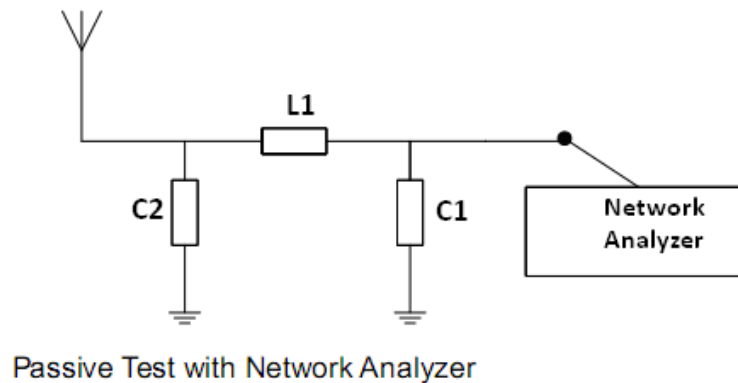 L1
C2
C1
Network
Analyzer
Passive Test with Network Analyzer